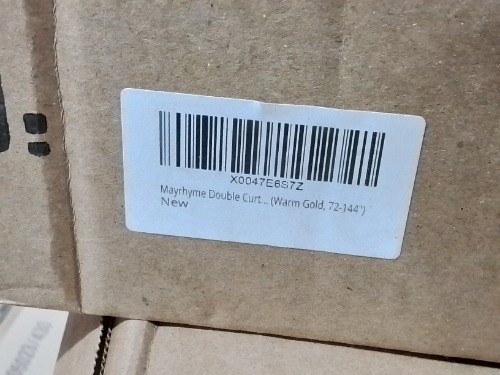 X0047E6S7Z
Mayrhyme Double Curt... (Warm Gold, 72-144")
New